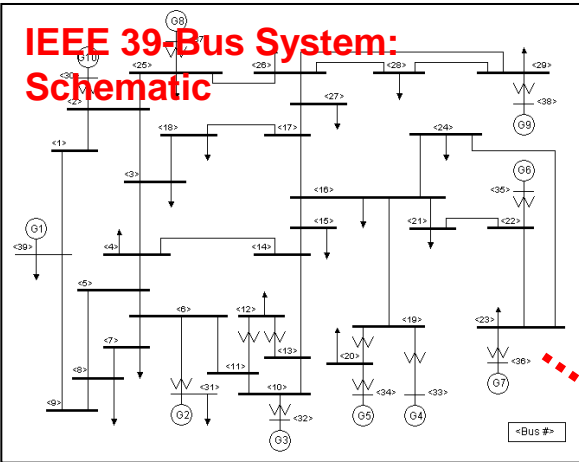 IEEE 39-Bus System:
Schematic
G8
G10
<30>
<25>
<26>
<28>
<29>
<2>
<27>
<38>
G9
<18>
<17>
<24>
<1>
<3>
<16>
G6
<35>
G1
<39>
<15>
<21>
<22>
<4>
<14>
<5>
<6>
<12>
<19>
<23>
<7>
<13>
<20>
<36>
<8>
<11>
<10>
<31>
<34>
<33>
G7
<9>
G2
<32>
G5
G4
G3
<Bus #>